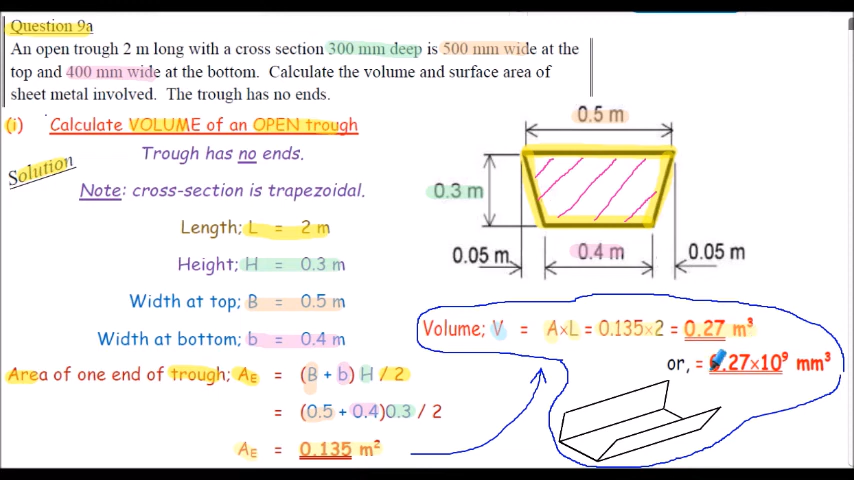 Question 9a
An open trough 2 m long with a cross section 300 mm deep is 500 mm wide at the
top and 400 mm wide at the bottom. Calculate the volume and surface area of
sheet metal involved. The trough has no ends.
(i) Calculate VOLUME of an OPEN trough
Solution
Trough has no ends.
Note: cross-section is trapezoidal.
Length; L = 2 m
Height; H = 0.3 m
Width at top; B = 0.5 m
Width at bottom; b = 0.4 m
Area of one end of trough; AE = (B + b) H / 2
= (0.5 + 0.4)0.3 / 2
AE = 0.135 m²
0.5 m
0.3 m
0.05 m
0.4 m
0.05 m
Volume; V = A×L = 0.135×2 = 0.27 m³
or, = .27×10⁹ mm³